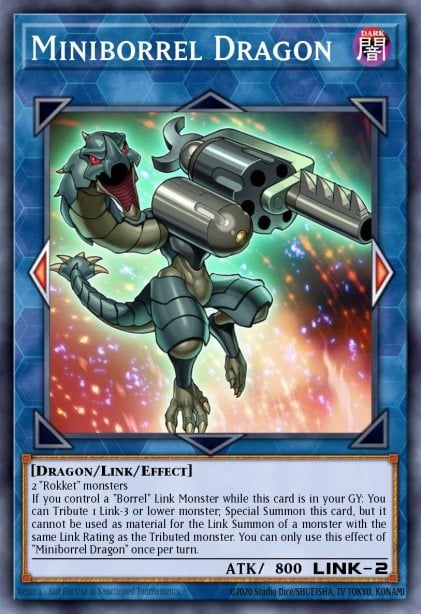 MINIBORREL DRAGON
DARK
闇
[DRAGON/LINK/EFFECT]
2 "Rokket" monsters
If you control a "Borrel" Link Monster while this card is in your GY: You
can Tribute 1 Link-3 or lower monster; Special Summon this card, but it
cannot be used as material for the Link Summon of a monster with the
same Link Rating as the Tributed monster. You can only use this effect of
"Miniborrel Dragon" once per turn.
ATK/ 800 LINK-2
Replica - Not For Use in Sanctioned Tornaments
©2020 Studio Dice/SHUEISHA, TV TOKYO, KONAMI